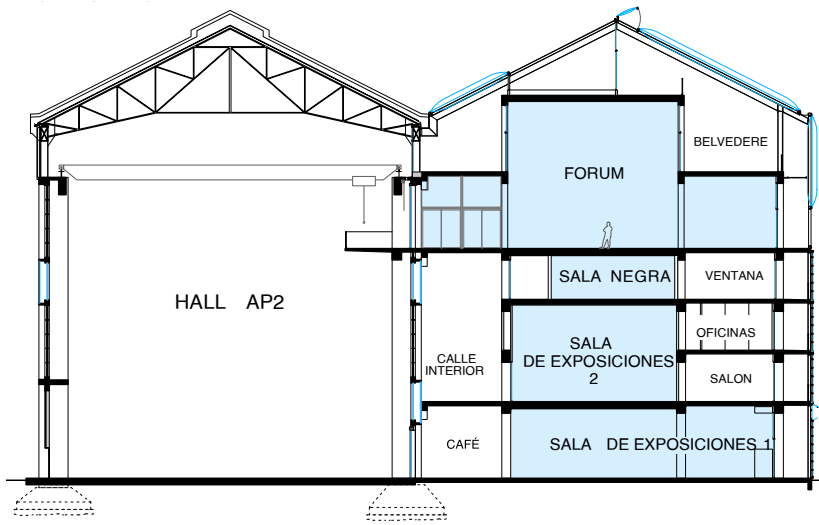 BELVEDERE
FORUM
SALA NEGRA
VENTANA
HALL AP2
OFICINAS
SALA
DE EXPOSICIONES
2
CALLE
INTERIOR
SALON
CAFÉ
SALA DE EXPOSICIONES 1